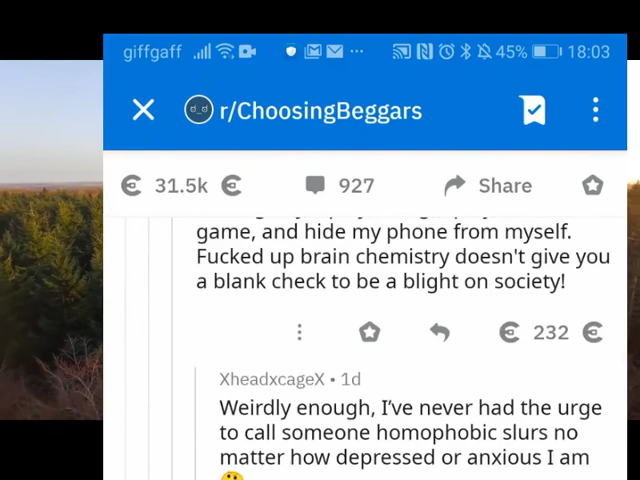 giffgaff 45% 18:03
r/ChoosingBeggars
31.5k 927 Share
game, and hide my phone from myself.
Fucked up brain chemistry doesn't give you
a blank check to be a blight on society!
232
XheadxcageX • 1d
Weirdly enough, I've never had the urge
to call someone homophobic slurs no
matter how depressed or anxious I am
🤔